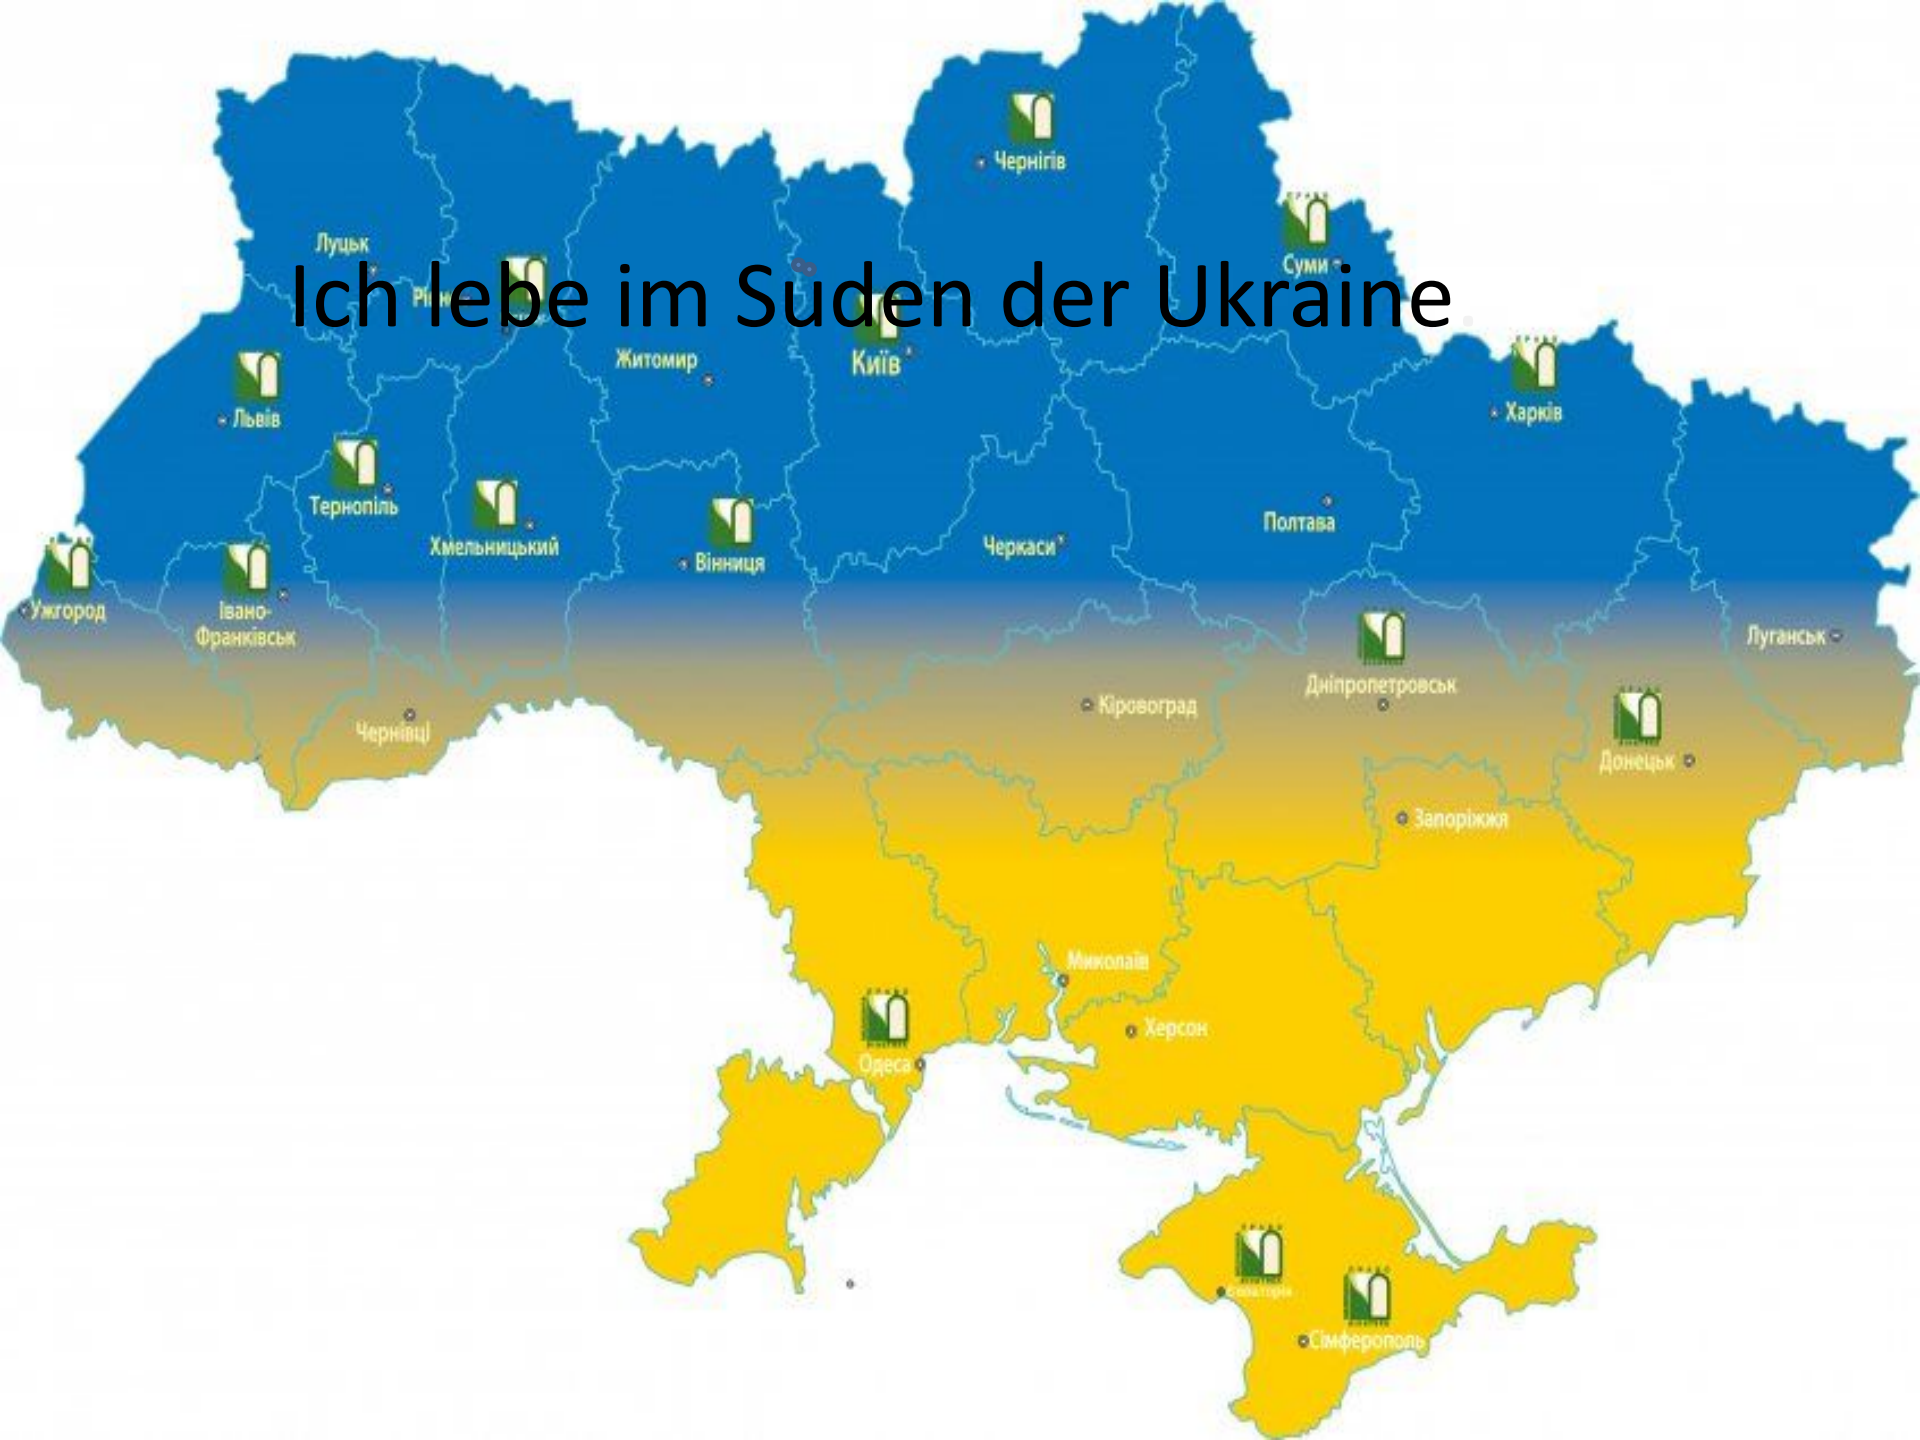 Чернігів
Луцьк
Суми
Ich lebe im Suden der Ukraine.
Житомир
Київ
Львів
Харків
Тернопіль
Хмельницький
Вінниця
Черкаси
Полтава
Ужгород
Івано-
Франківськ
Луганськ
Дніпропетровськ
Кіровоград
Чернівці
Донецьк
Запоріжжя
Миколаїв
Херсон
Одеса
Сімферополь